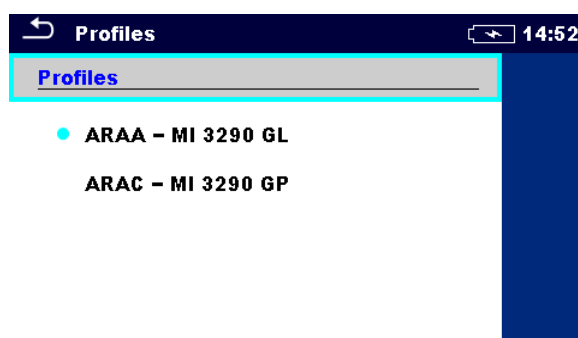 Profiles 14:52
Profiles
ARAA – MI 3290 GL
ARAC – MI 3290 GP